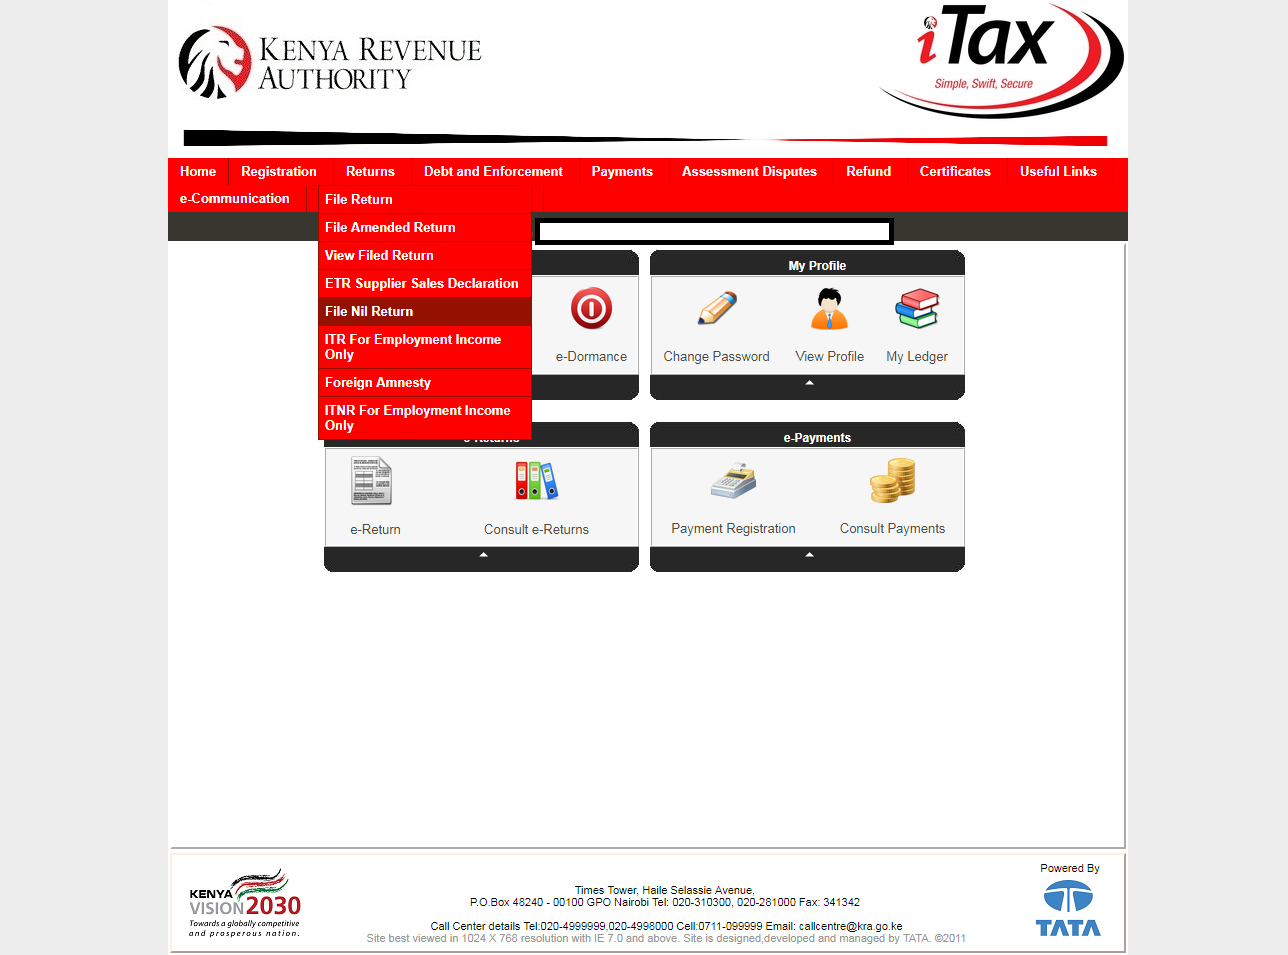 KENYA REVENUE
AUTHORITY
iTax
Simple, Swift, Secure
Home Registration Returns Debt and Enforcement Payments Assessment Disputes Refund Certificates Useful Links
e-Communication
File Return
File Amended Return
View Filed Return
ETR Supplier Sales Declaration
File Nil Return
ITR For Employment Income
Only
Foreign Amnesty
ITNR For Employment Income
Only
e-Dormance
My Profile
Change Password View Profile My Ledger
e-Returns
e-Return Consult e-Returns
e-Payments
Payment Registration Consult Payments
KENYA
VISION 2030
Towards a globally competitive
and prosperous nation.
Times Tower, Haile Selassie Avenue,
P.O.Box 48240 - 00100 GPO Nairobi Tel: 020-310300, 020-281000 Fax: 341342
Call Center details Tel:020-4999999,020-4998000 Cell:0711-099999 Email: callcentre@kra.go.ke
Site best viewed in 1024 X 768 resolution with IE 7.0 and above. Site is designed,developed and managed by TATA. ©2011
Powered By
TATA